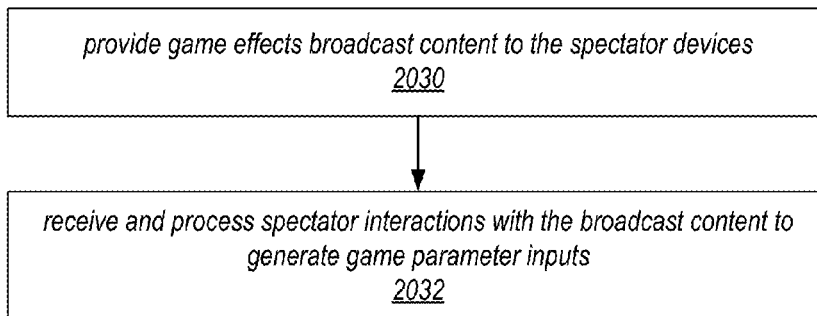 provide game effects broadcast content to the spectator devices
2030
receive and process spectator interactions with the broadcast content to
generate game parameter inputs
2032